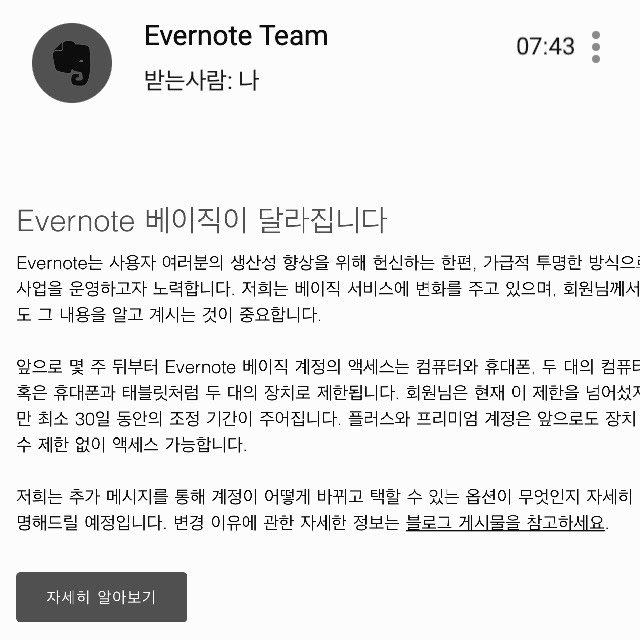 Evernote Team
07:43
받는사람: 나
Evernote 베이직이 달라집니다
Evernote는 사용자 여러분의 생산성 향상을 위해 헌신하는 한편, 가급적 투명한 방식으로
사업을 운영하고자 노력합니다. 저희는 베이직 서비스에 변화를 주고 있으며, 회원님께서
도 그 내용을 알고 계시는 것이 중요합니다.
앞으로 몇 주 뒤부터 Evernote 베이직 계정의 액세스는 컴퓨터와 휴대폰, 두 대의 컴퓨터
혹은 휴대폰과 태블릿처럼 두 대의 장치로 제한됩니다. 회원님은 현재 이 제한을 넘어섰지
만 최소 30일 동안의 조정 기간이 주어집니다. 플러스와 프리미엄 계정은 앞으로도 장치
수 제한 없이 액세스 가능합니다.
저희는 추가 메시지를 통해 계정이 어떻게 바뀌고 택할 수 있는 옵션이 무엇인지 자세히
명해드릴 예정입니다. 변경 이유에 관한 자세한 정보는 블로그 게시물을 참고하세요.
자세히 알아보기